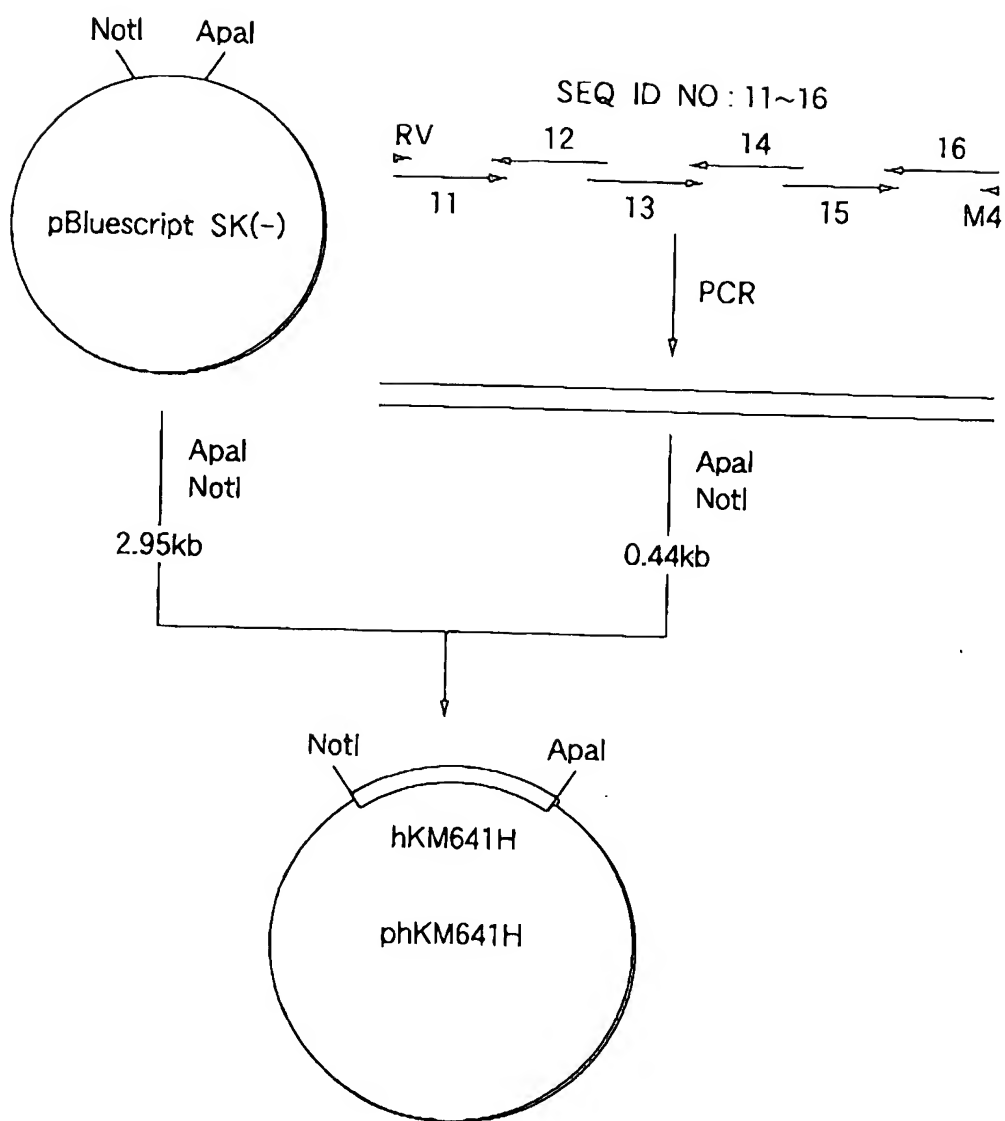 NotI ApaI
pBluescript SK(-)
SEQ ID NO : 11~16
RV 12 14 16
11 13 15 M4
PCR
ApaI
NotI
2.95kb
ApaI
NotI
0.44kb
NotI ApaI
hKM641H
phKM641H